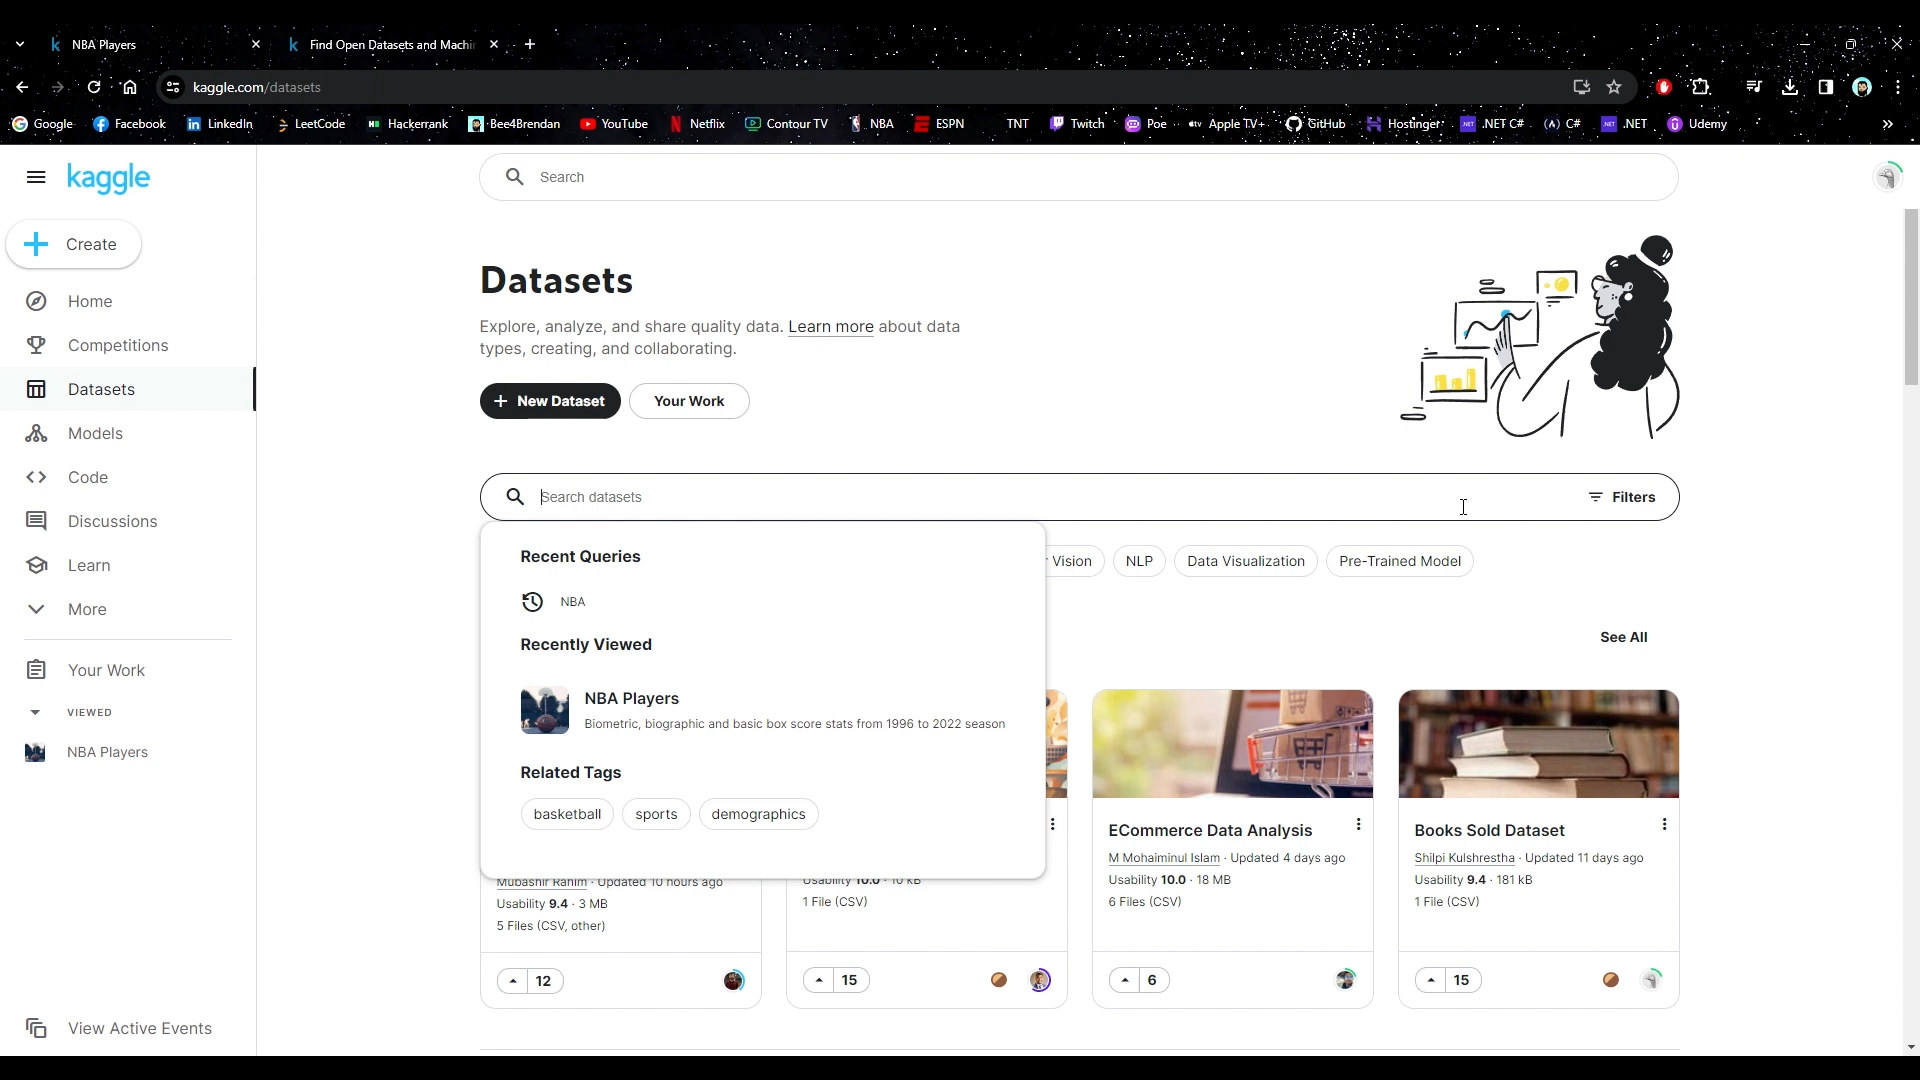 NBA Players
Find Open Datasets and Machi
kaggle.com/datasets
Google
Facebook
LinkedIn
LeetCode
Hackerrank
Bee4Brendan
YouTube
Netflix
Contour TV
NBA
ESPN
TNT
Twitch
Poe
Apple TV+
GitHub
Hostinger
.NET C#
C#
.NET
Udemy
kaggle
Search
Create
Home
Competitions
Datasets
Models
Code
Discussions
Learn
More
Your Work
VIEWED
NBA Players
View Active Events
Datasets
Explore, analyze, and share quality data. Learn more about data
types, creating, and collaborating.
+ New Dataset
Your Work
Search datasets
Filters
Recent Queries
NBA
Recently Viewed
NBA Players
Biometric, biographic and basic box score stats from 1996 to 2022 season
Related Tags
basketball
sports
demographics
Vision
NLP
Data Visualization
Pre-Trained Model
See All
Mubashir Rahim · Updated 10 hours ago
Usability 9.4 · 3 MB
5 Files (CSV, other)
12
Usability 10.0 · 10 kB
1 File (CSV)
15
ECommerce Data Analysis
M Mohaiminul Islam · Updated 4 days ago
Usability 10.0 · 18 MB
6 Files (CSV)
6
Books Sold Dataset
Shilpi Kulshrestha · Updated 11 days ago
Usability 9.4 · 181 kB
1 File (CSV)
15